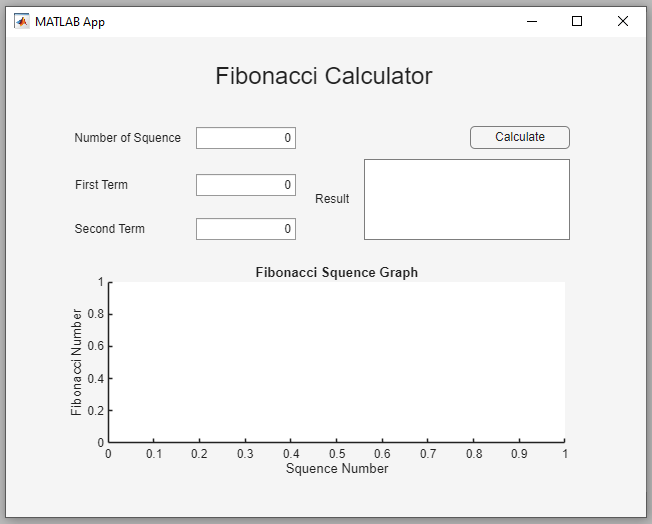 MATLAB App
Fibonacci Calculator
Number of Squence 0
Calculate
First Term 0
Result
Second Term 0
Fibonacci Squence Graph
Fibonacci Number
1
0.8
0.6
0.4
0.2
0
0 0.1 0.2 0.3 0.4 0.5 0.6 0.7 0.8 0.9 1
Squence Number